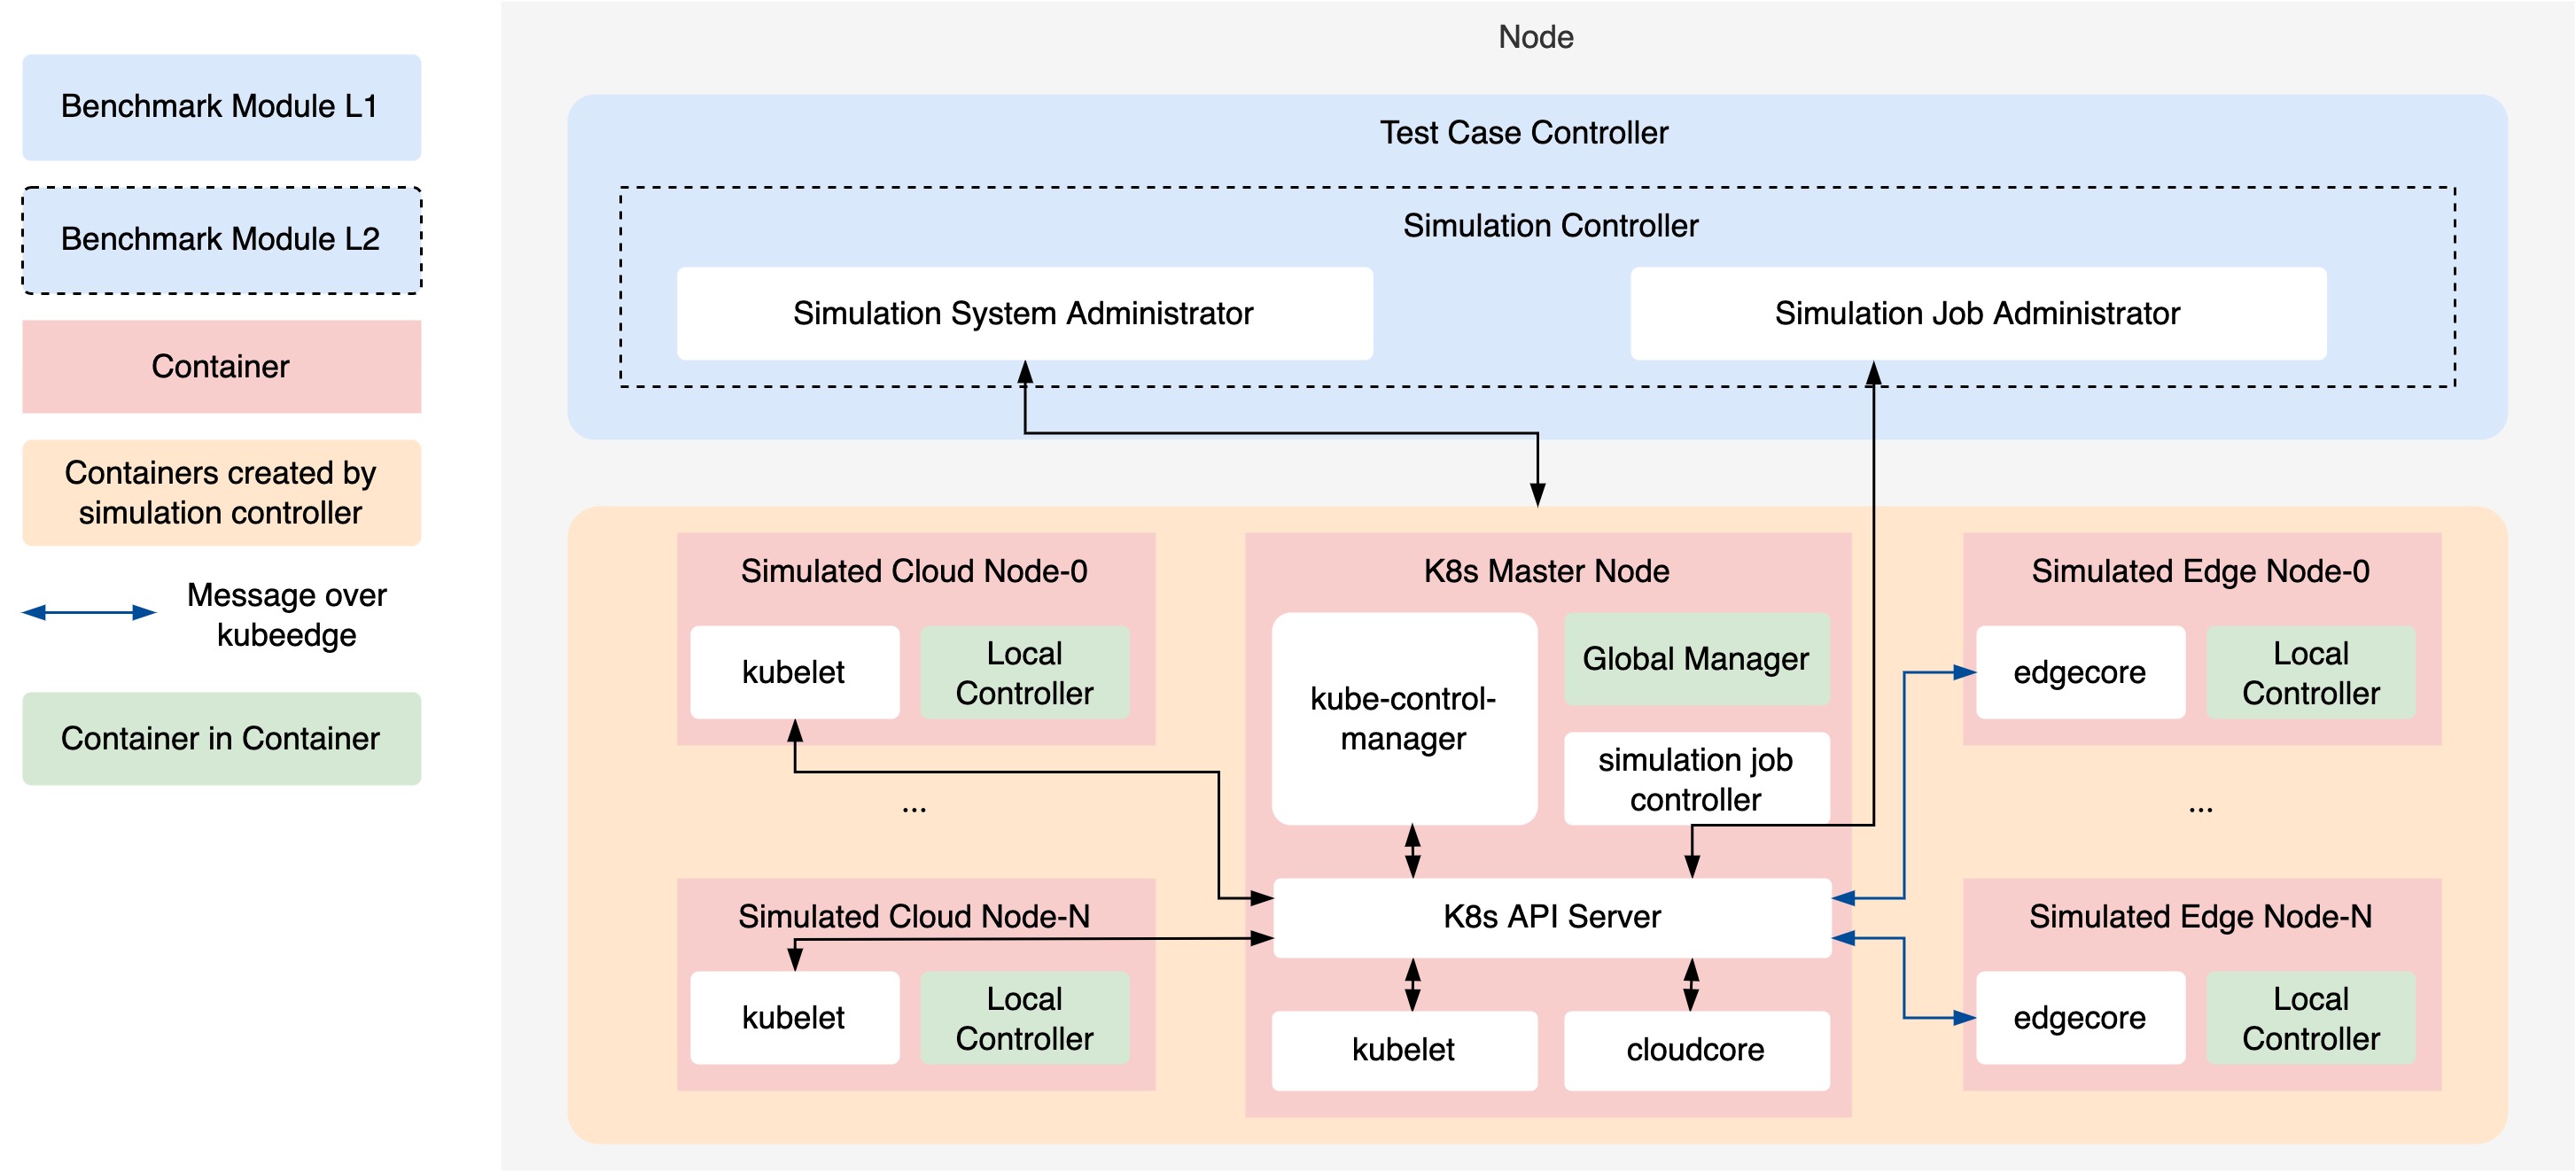 Node
Benchmark Module L1
Benchmark Module L2
Container
Containers created by
simulation controller
Message over
kubeedge
Container in Container
Test Case Controller
Simulation Controller
Simulation System Administrator
Simulation Job Administrator
Simulated Cloud Node-0
kubelet
Local
Controller
...
Simulated Cloud Node-N
kubelet
Local
Controller
K8s Master Node
kube-control-
manager
Global Manager
simulation job
controller
K8s API Server
kubelet
cloudcore
Simulated Edge Node-0
edgecore
Local
Controller
...
Simulated Edge Node-N
edgecore
Local
Controller